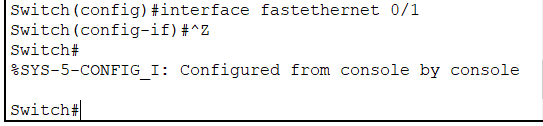 Switch(config)#interface fastethernet 0/1
Switch(config-if)#^Z
Switch#
%SYS-5-CONFIG_I: Configured from console by console
Switch#